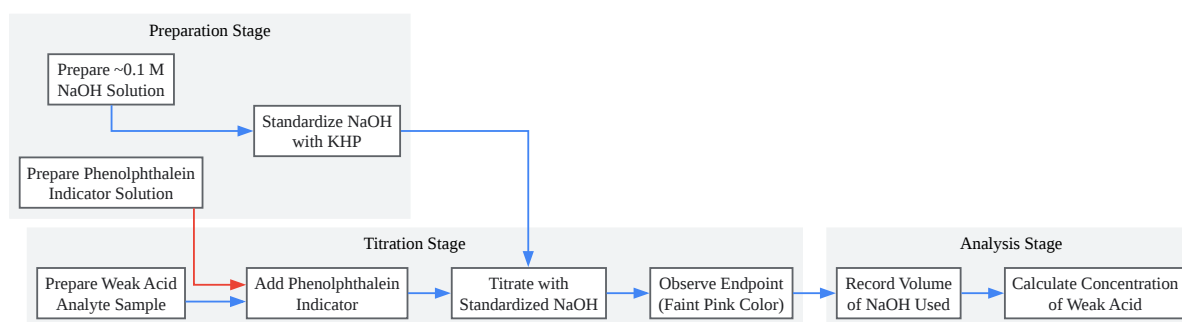 Preparation Stage
Prepare ~0.1 M
NaOH Solution
Standardize NaOH
with KHP
Prepare Phenolphthalein
Indicator Solution
Titration Stage
Prepare Weak Acid
Analyte Sample
Add Phenolphthalein
Indicator
Titrate with
Standardized NaOH
Observe Endpoint
(Faint Pink Color)
Analysis Stage
Record Volume
of NaOH Used
Calculate Concentration
of Weak Acid